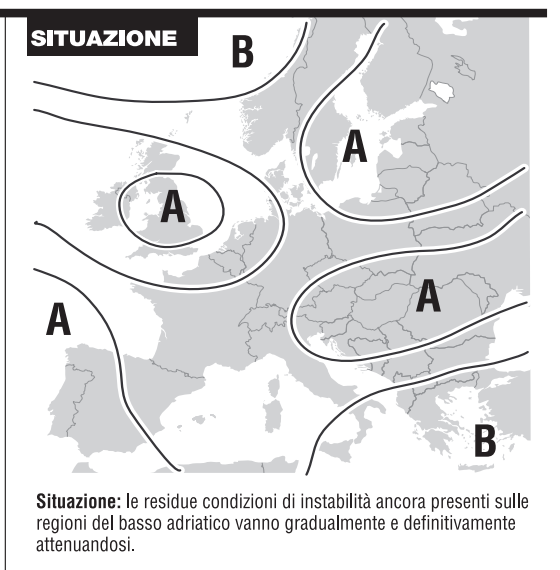 SITUAZIONE
B
A
A
A
A
B
Situazione: le residue condizioni di instabilità ancora presenti sulle
regioni del basso adriatico vanno gradualmente e definitivamente
attenuandosi.